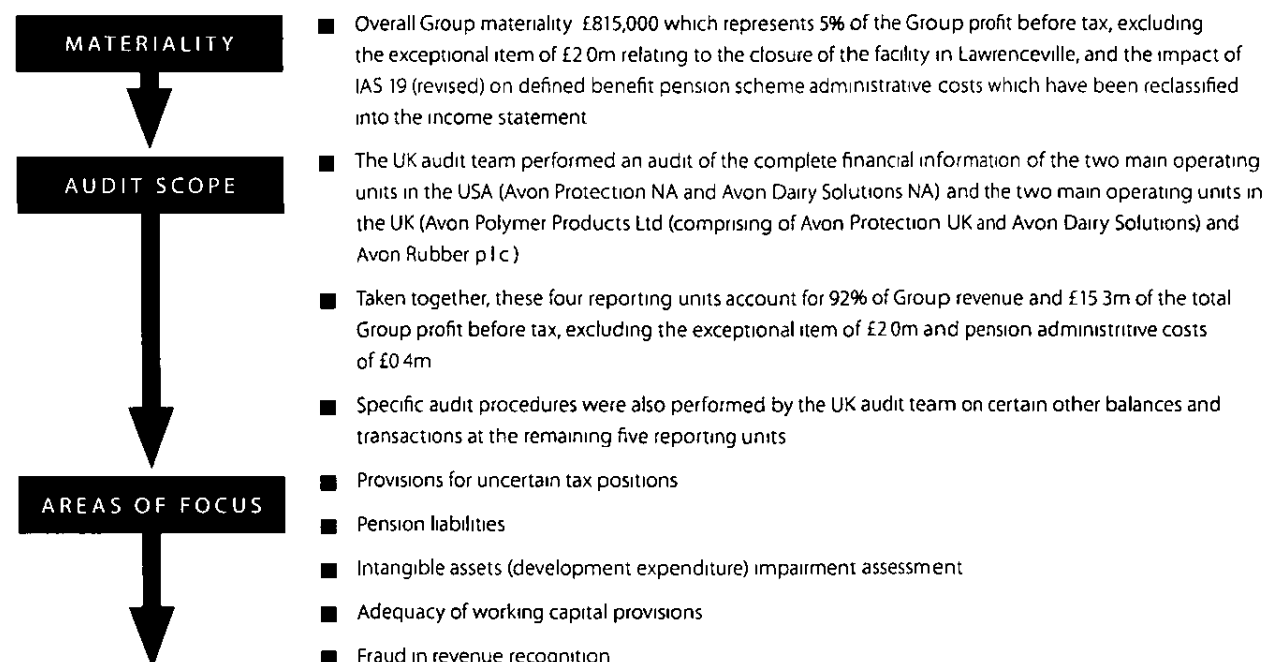 MATERIALITY
■ Overall Group materiality £815,000 which represents 5% of the Group profit before tax, excluding
the exceptional item of £2 0m relating to the closure of the facility in Lawrenceville, and the impact of
IAS 19 (revised) on defined benefit pension scheme administrative costs which have been reclassified
into the income statement
AUDIT SCOPE
■ The UK audit team performed an audit of the complete financial information of the two main operating
units in the USA (Avon Protection NA and Avon Dairy Solutions NA) and the two main operating units in
the UK (Avon Polymer Products Ltd (comprising of Avon Protection UK and Avon Dairy Solutions) and
Avon Rubber p l c )
■ Taken together, these four reporting units account for 92% of Group revenue and £15 3m of the total
Group profit before tax, excluding the exceptional item of £2 0m and pension administritive costs
of £0 4m
■ Specific audit procedures were also performed by the UK audit team on certain other balances and
transactions at the remaining five reporting units
AREAS OF FOCUS
■ Provisions for uncertain tax positions
■ Pension liabilities
■ Intangible assets (development expenditure) impairment assessment
■ Adequacy of working capital provisions
■ Fraud in revenue recognition